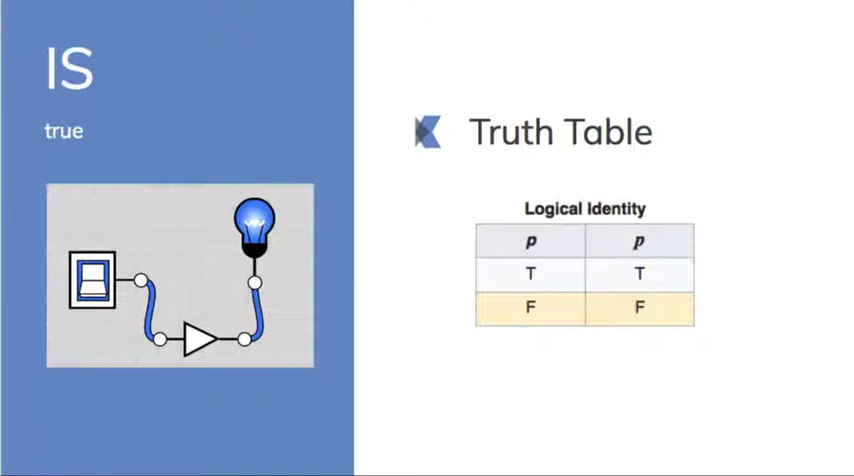 IS
true
Truth Table
Logical Identity
p p
T T
F F